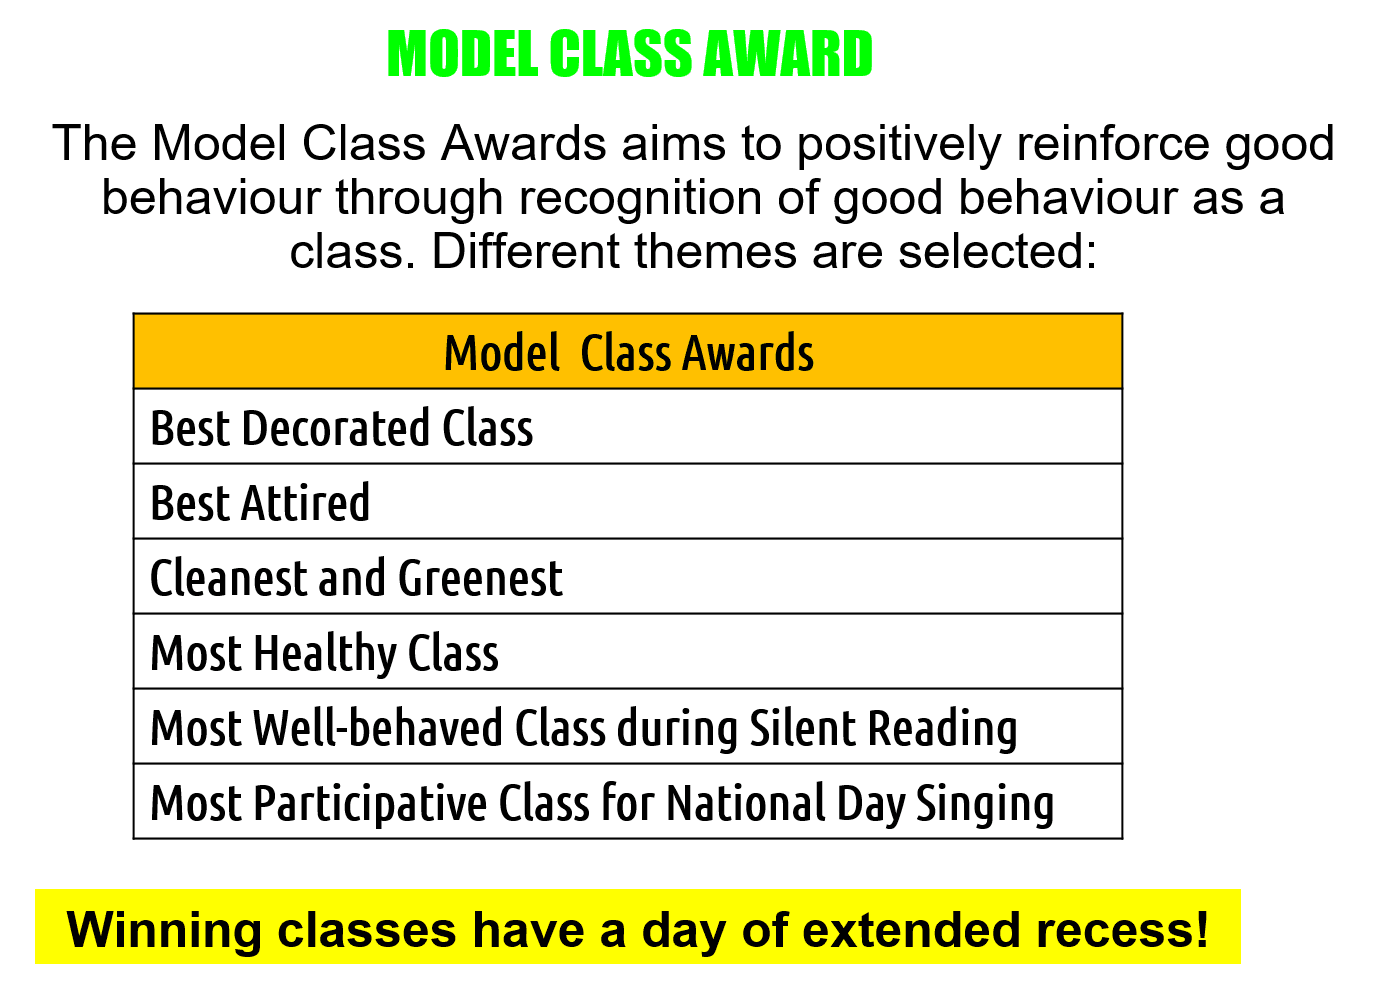 MODEL CLASS AWARD
The Model Class Awards aims to positively reinforce good
behaviour through recognition of good behaviour as a
class. Different themes are selected:
Model  Class Awards
Best Decorated Class
Best Attired
Cleanest and Greenest
Most Healthy Class
Most Well-behaved Class during Silent Reading
Most Participative Class for National Day Singing
Winning classes have a day of extended recess!